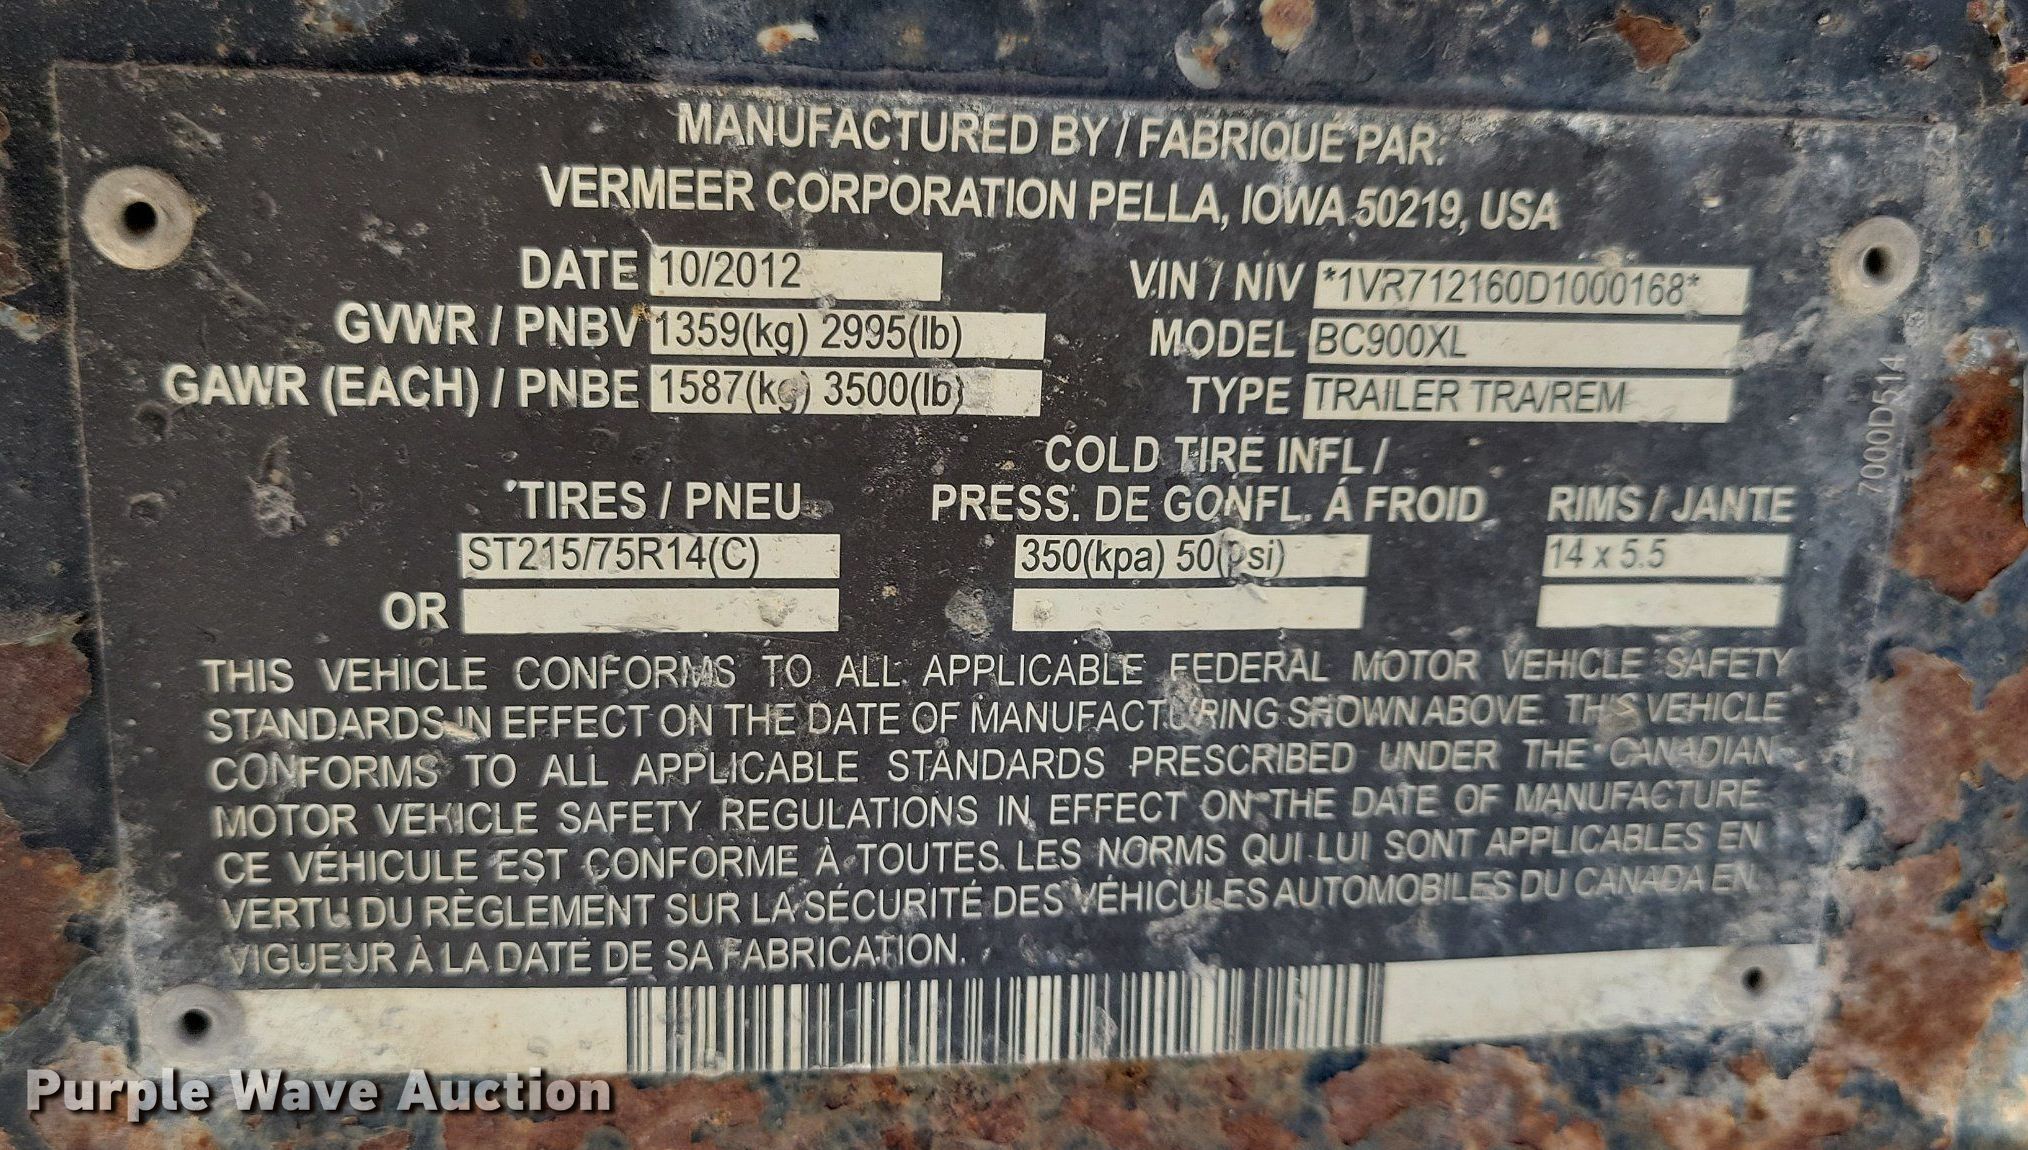 MANUFACTURED BY / FABRIQUÉ PAR:
VERMEER CORPORATION PELLA, IOWA 50219, USA
DATE 10/2012 VIN / NIV *1VR712160D1000168*
GVWR / PNBV 1359(kg) 2995(lb) MODEL BC900XL
GAWR (EACH) / PNBE 1587(kg) 3500(lb) TYPE TRAILER TRA/REM
COLD TIRE INFL /
TIRES / PNEU PRESS. DE GONFL. Á FROID RIMS / JANTE
ST215/75R14(C) 350(kpa) 50(psi) 14 x 5.5
OR
THIS VEHICLE CONFORMS TO ALL APPLICABLE FEDERAL MOTOR VEHICLE SAFETY
STANDARDS IN EFFECT ON THE DATE OF MANUFACTURING SHOWN ABOVE. THIS VEHICLE
CONFORMS TO ALL APPLICABLE STANDARDS PRESCRIBED UNDER THE CANADIAN
MOTOR VEHICLE SAFETY REGULATIONS IN EFFECT ON THE DATE OF MANUFACTURE.
CE VÉHICULE EST CONFORME À TOUTES LES NORMS QUI LUI SONT APPLICABLES EN
VERTU DU RÈGLEMENT SUR LA SÉCURITÉ DES VÉHICULES AUTOMOBILES DU CANADA EN
VIGUEUR À LA DATE DE SA FABRICATION.
7000D514
Purple Wave Auction